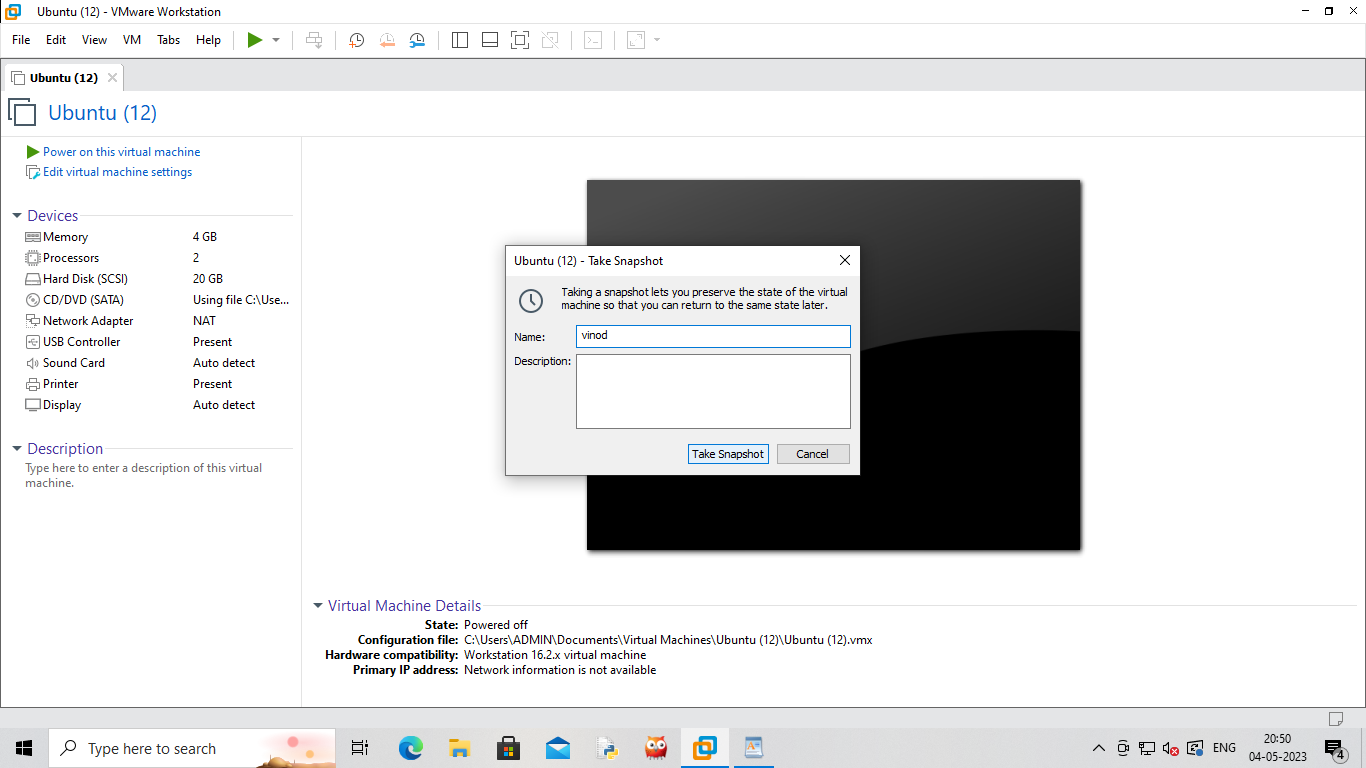 Ubuntu (12) - VMware Workstation
File Edit View VM Tabs Help
Ubuntu (12)
Ubuntu (12)
Power on this virtual machine
Edit virtual machine settings
Devices
Memory 4 GB
Processors 2
Hard Disk (SCSI) 20 GB
CD/DVD (SATA) Using file C:\Use...
Network Adapter NAT
USB Controller Present
Sound Card Auto detect
Printer Present
Display Auto detect
Description
Type here to enter a description of this virtual
machine.
Ubuntu (12) - Take Snapshot
Taking a snapshot lets you preserve the state of the virtual
machine so that you can return to the same state later.
Name: vinod
Description:
Take Snapshot Cancel
Virtual Machine Details
State: Powered off
Configuration file: C:\Users\ADMIN\Documents\Virtual Machines\Ubuntu (12)\Ubuntu (12).vmx
Hardware compatibility: Workstation 16.2.x virtual machine
Primary IP address: Network information is not available
Type here to search
ENG
20:50
04-05-2023
4